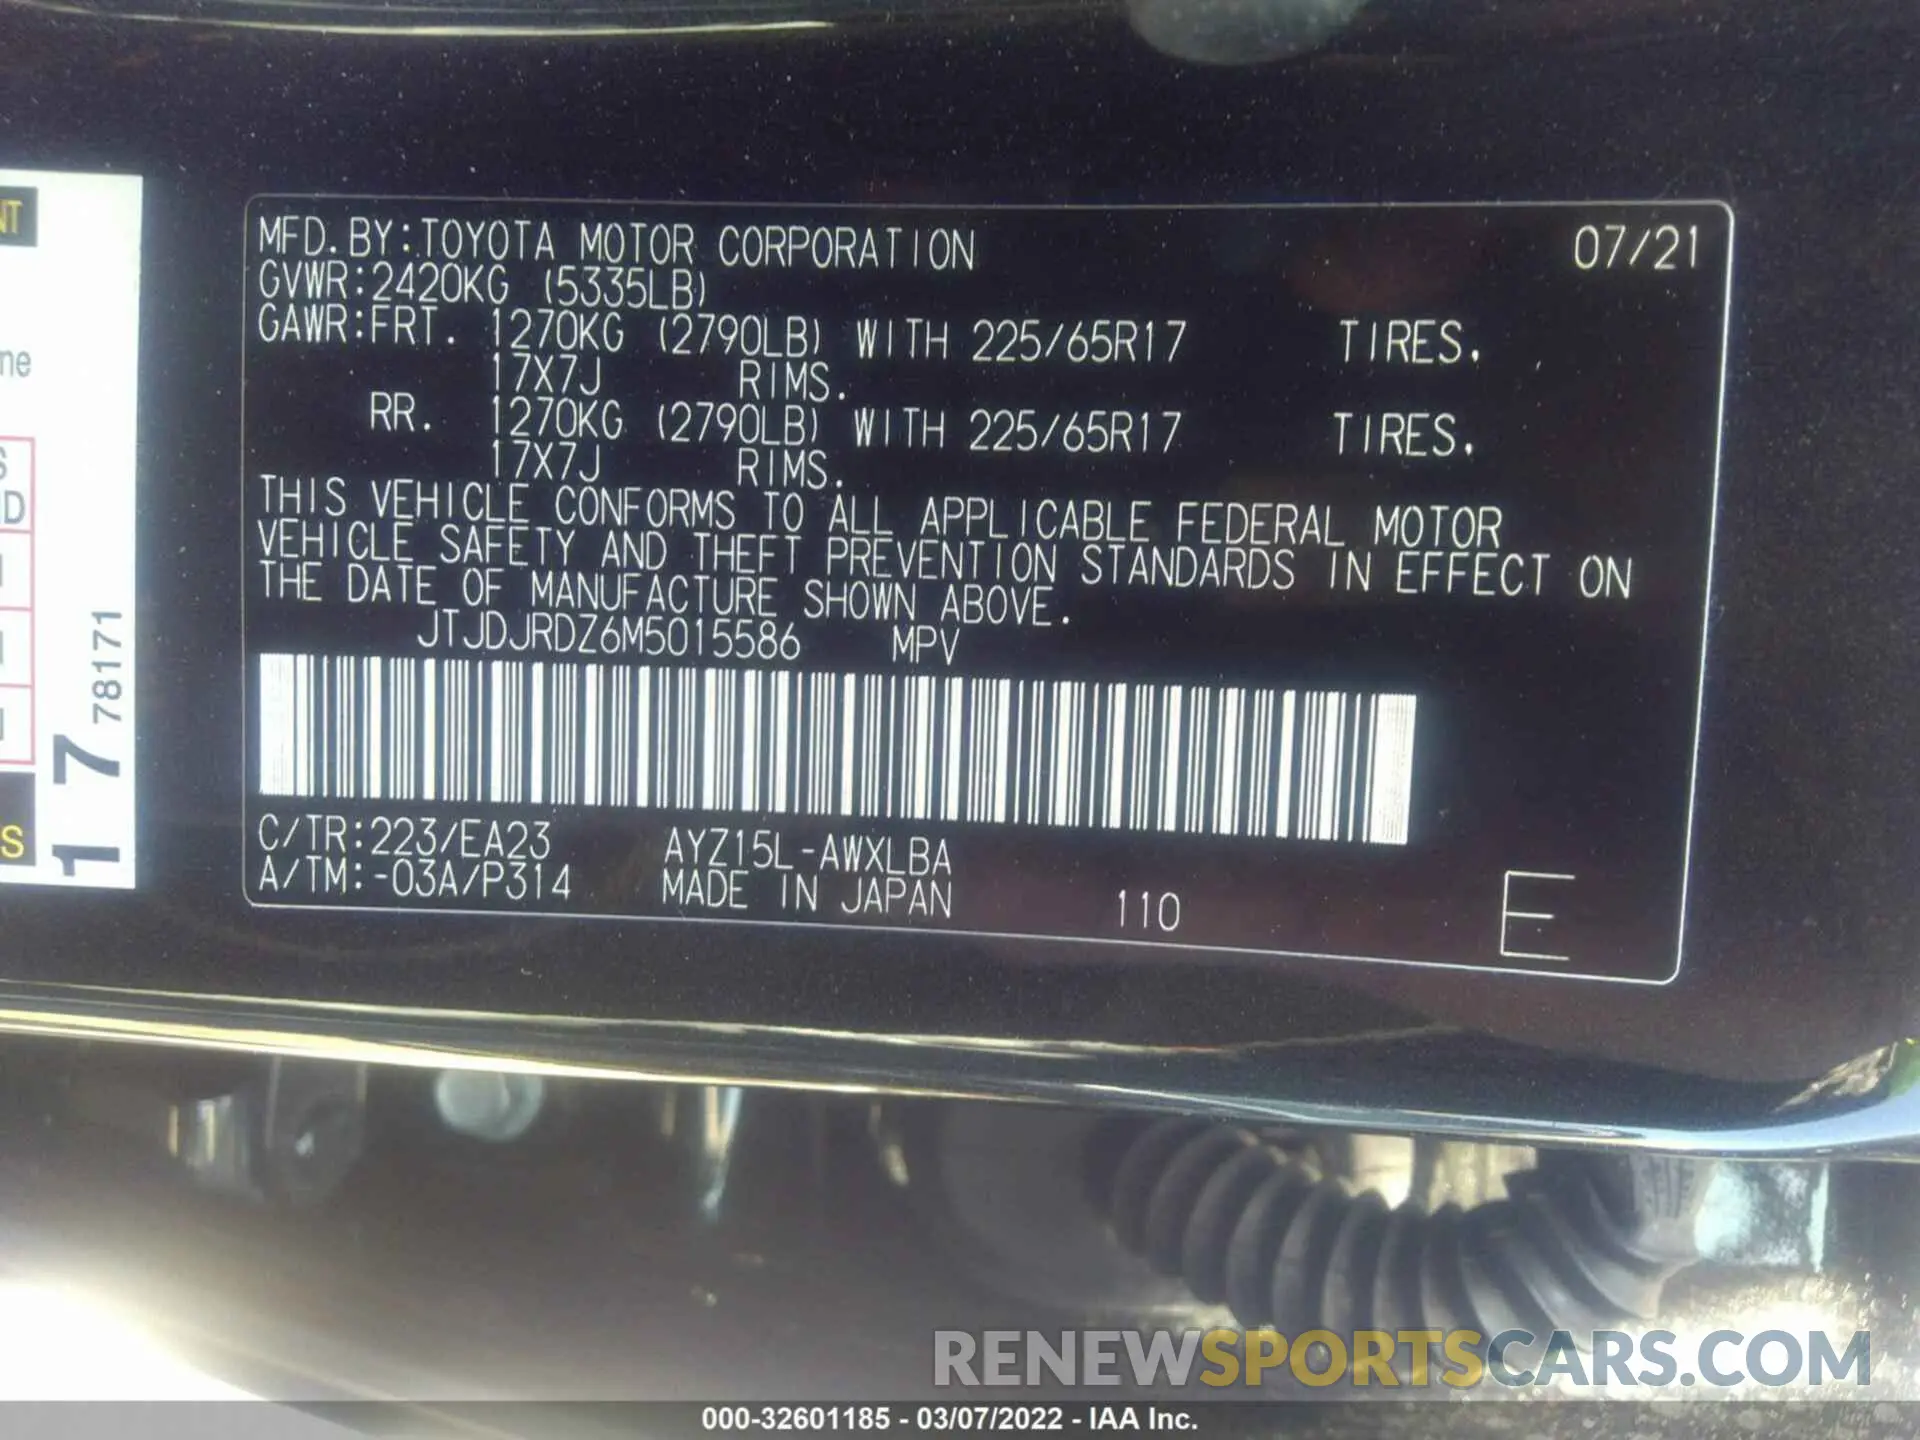 MFD. BY: TOYOTA MOTOR CORPORATION 07/21
GVWR: 2420KG (5335LB)
GAWR: FRT. 1270KG (2790LB) WITH 225/65R17 TIRES.
17X7J RIMS.
RR. 1270KG (2790LB) WITH 225/65R17 TIRES.
17X7J RIMS.
THIS VEHICLE CONFORMS TO ALL APPLICABLE FEDERAL MOTOR
VEHICLE SAFETY AND THEFT PREVENTION STANDARDS IN EFFECT ON
THE DATE OF MANUFACTURE SHOWN ABOVE.
JTJDJRDZ6M5015586 MPV
C/TR: 223/EA23 AYZ15L-AWXLBA
A/TM: -03A/P314 MADE IN JAPAN 110 E
17 78171
RENEWSPORTSCARS.COM
000-32601185 - 03/07/2022 - IAA Inc.